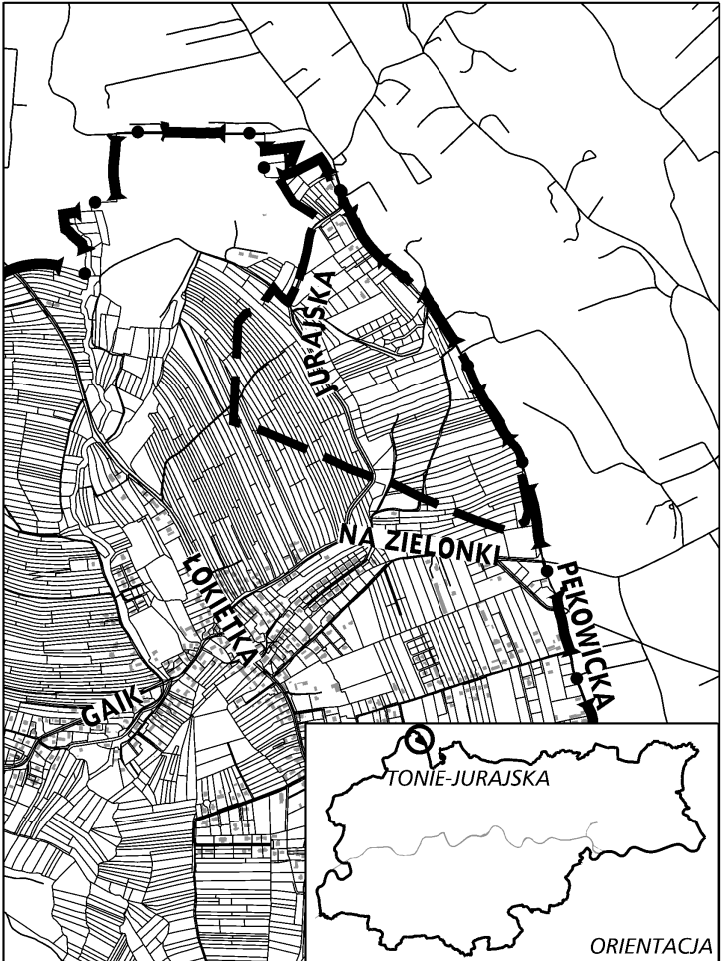 JURAJSKA
NA ZIELONKI
ŁOKIETKA
PĘKOWICKA
GAIK
TONIE-JURAJSKA
ORIENTACJA